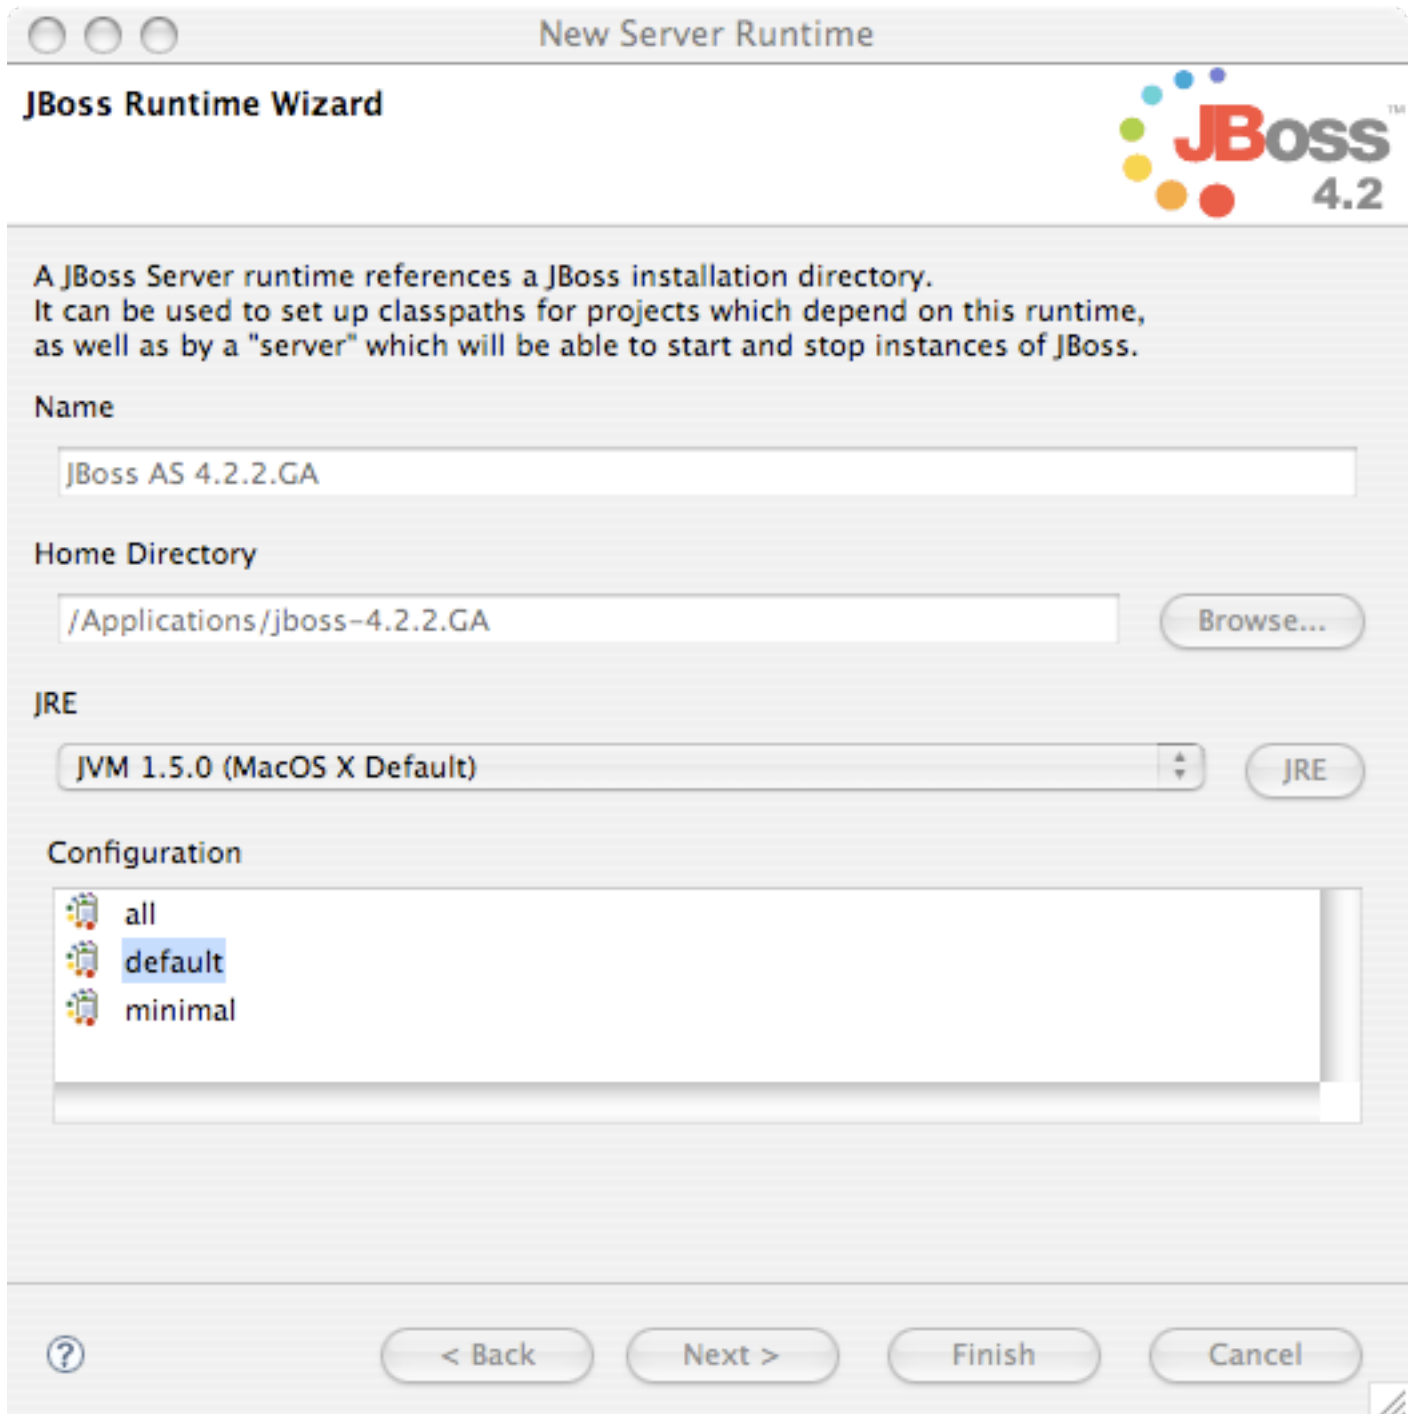 New Server Runtime
JBoss Runtime Wizard
JBoss™
4.2
A JBoss Server runtime references a JBoss installation directory.
It can be used to set up classpaths for projects which depend on this runtime,
as well as by a "server" which will be able to start and stop instances of JBoss.
Name
JBoss AS 4.2.2.GA
Home Directory
/Applications/jboss-4.2.2.GA
Browse...
JRE
JVM 1.5.0 (MacOS X Default)
JRE
Configuration
all
default
minimal
?
< Back
Next >
Finish
Cancel